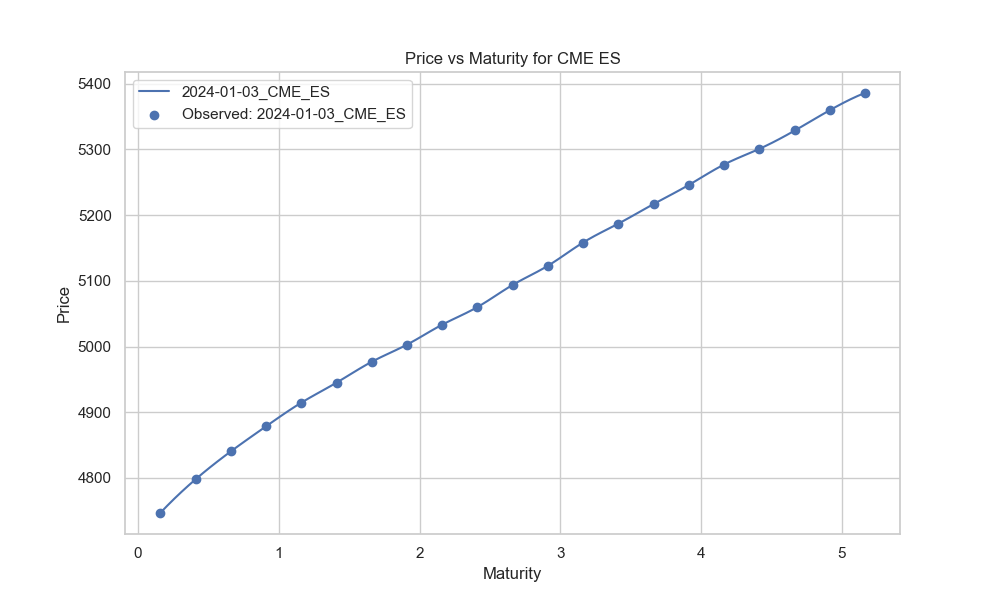 Price vs Maturity for CME ES
2024-01-03_CME_ES
Observed: 2024-01-03_CME_ES
Price
5400
5300
5200
5100
5000
4900
4800
0 1 2 3 4 5
Maturity